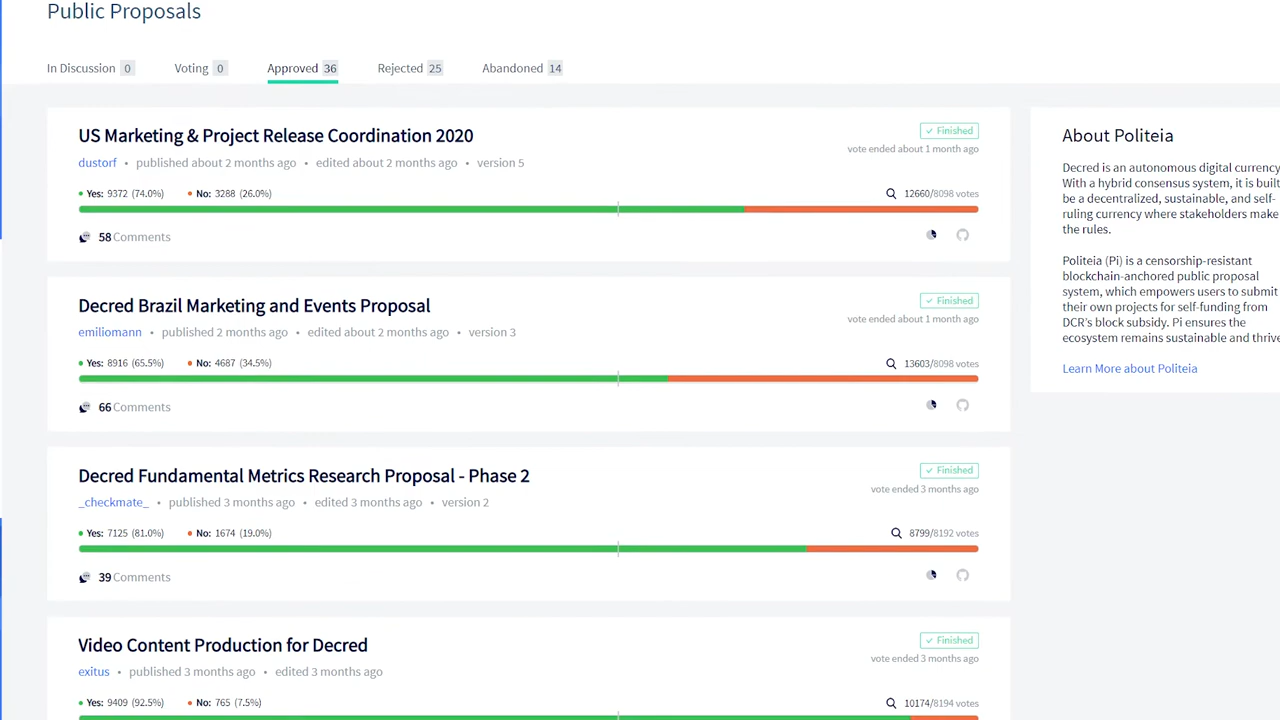 Public Proposals
In Discussion 0 Voting 0 Approved 36 Rejected 25 Abandoned 14
US Marketing & Project Release Coordination 2020
✓ Finished
dustorf • published about 2 months ago • edited about 2 months ago • version 5
vote ended about 1 month ago
Yes: 9372 (74.0%) No: 3288 (26.0%)
12660/8098 votes
58 Comments
Decred Brazil Marketing and Events Proposal
✓ Finished
emiliomann • published 2 months ago • edited about 2 months ago • version 3
vote ended about 1 month ago
Yes: 8916 (65.5%) No: 4687 (34.5%)
13603/8098 votes
66 Comments
Decred Fundamental Metrics Research Proposal - Phase 2
✓ Finished
_checkmate_ • published 3 months ago • edited 3 months ago • version 2
vote ended 3 months ago
Yes: 7125 (81.0%) No: 1674 (19.0%)
8799/8192 votes
39 Comments
Video Content Production for Decred
✓ Finished
exitus • published 3 months ago • edited 3 months ago
vote ended 3 months ago
Yes: 9409 (92.5%) No: 765 (7.5%)
10174/8194 votes
About Politeia
Decred is an autonomous digital currency
With a hybrid consensus system, it is built
be a decentralized, sustainable, and self-
ruling currency where stakeholders make
the rules.
Politeia (Pi) is a censorship-resistant
blockchain-anchored public proposal
system, which empowers users to submit
their own projects for self-funding from
DCR's block subsidy. Pi ensures the
ecosystem remains sustainable and thrive
Learn More about Politeia